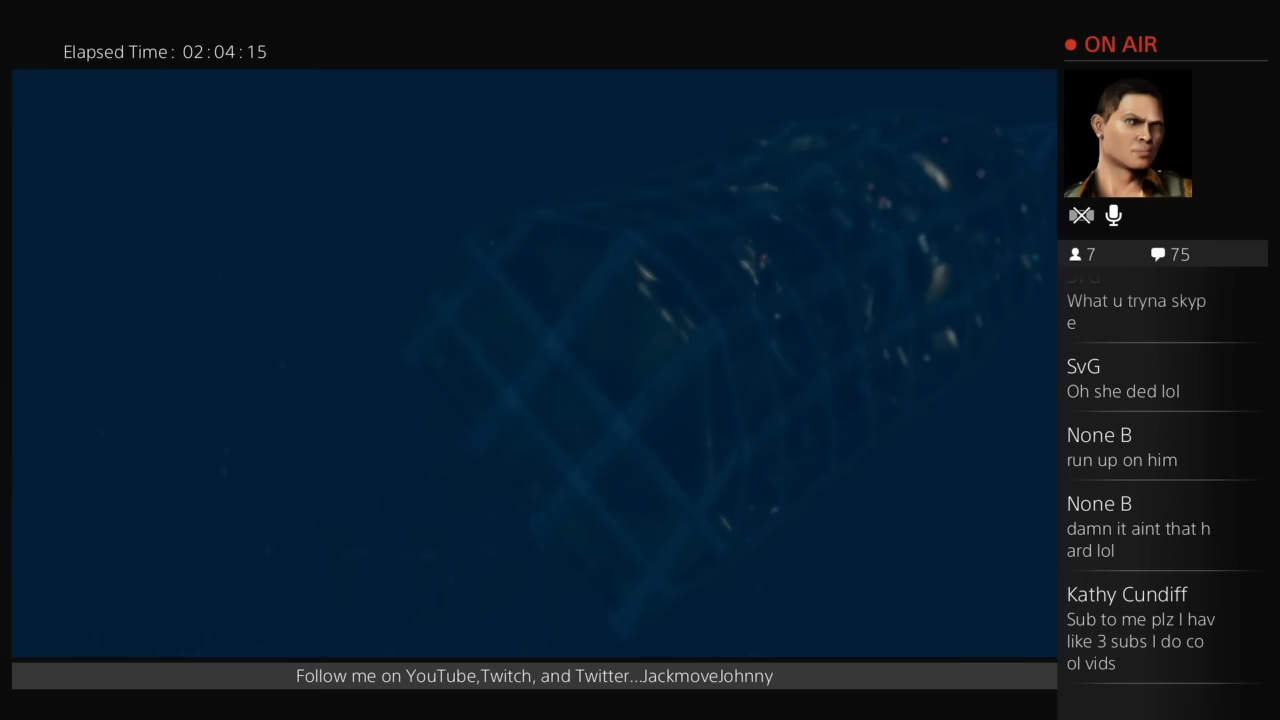 Elapsed Time: 02:04:15
ON AIR
7 75
What u tryna skyp
e
SvG
Oh she ded lol
None B
run up on him
None B
damn it aint that h
ard lol
Kathy Cundiff
Sub to me plz I hav
like 3 subs I do co
ol vids
Follow me on YouTube,Twitch, and Twitter...JackmoveJohnny